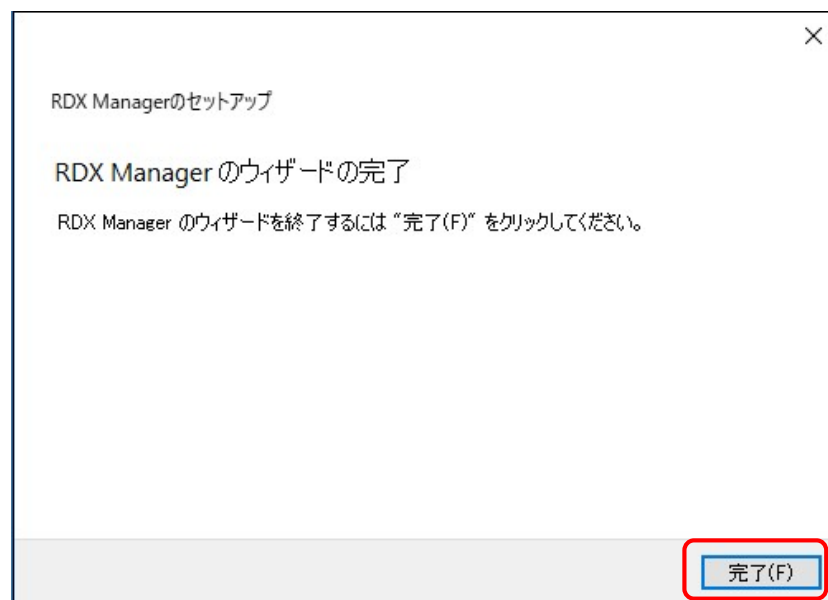 RDX Managerのセットアップ
RDX Manager のウィザードの完了
RDX Manager のウィザードを終了するには "完了(F)" をクリックしてください。
完了(F)